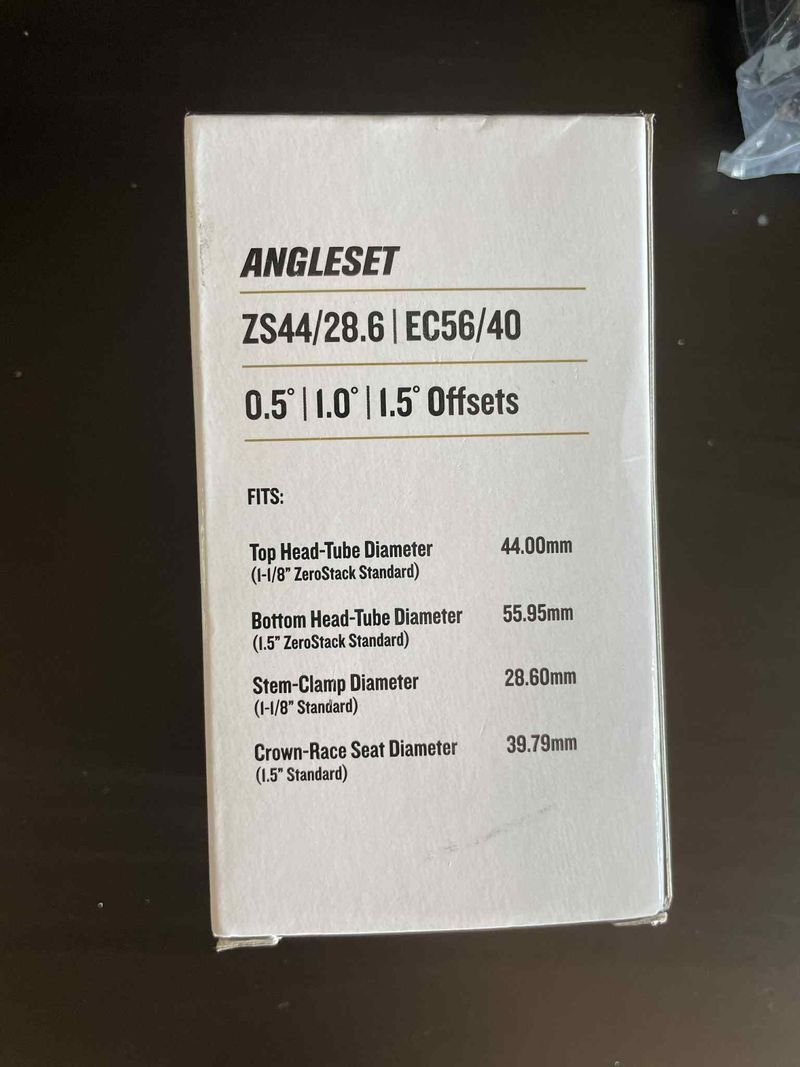 ANGLESET
ZS44/28.6 | EC56/40
0.5° | 1.0° | 1.5° Offsets
FITS:
Top Head-Tube Diameter 44.00mm
(1-1/8" ZeroStack Standard)
Bottom Head-Tube Diameter 55.95mm
(1.5" ZeroStack Standard)
Stem-Clamp Diameter 28.60mm
(1-1/8" Standard)
Crown-Race Seat Diameter 39.79mm
(1.5" Standard)